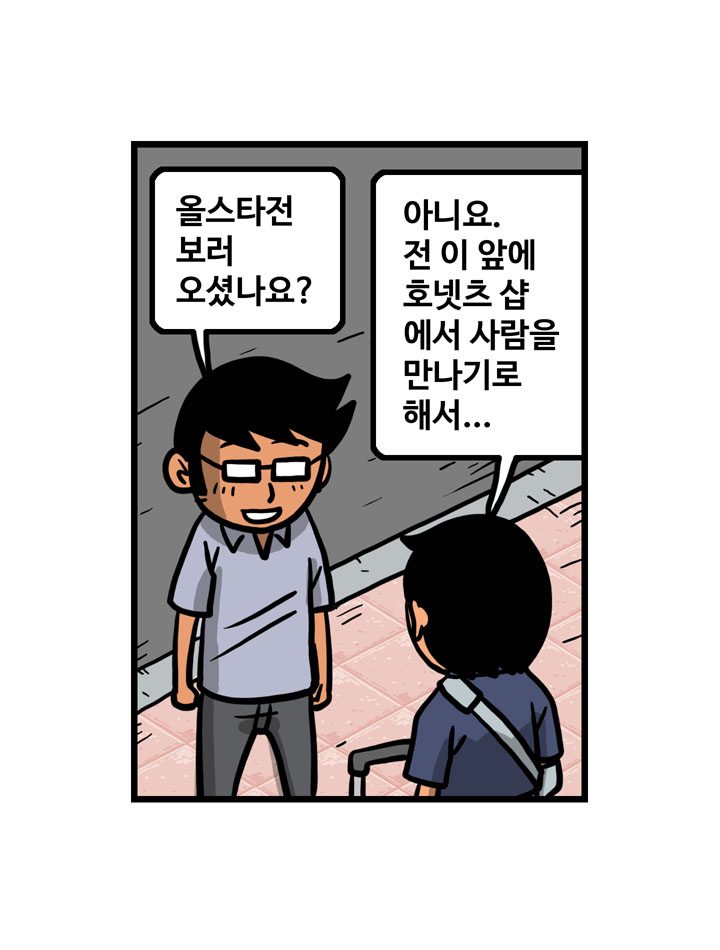 올스타전
보러
오셨나요?
아니요.
전 이 앞에
호넷츠 샵
에서 사람을
만나기로
해서...